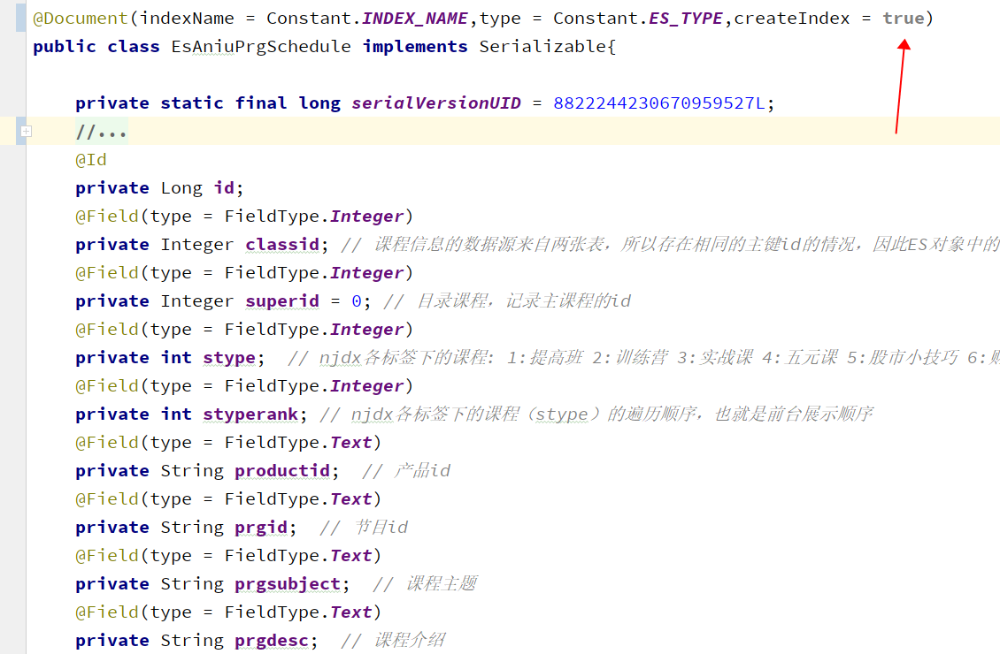 @Document(indexName = Constant.INDEX_NAME,type = Constant.ES_TYPE,createIndex = true)
public class EsAniuPrgSchedule implements Serializable{
private static final long serialVersionUID = 8822244230670959527L;
//...
@Id
private Long id;
@Field(type = FieldType.Integer)
private Integer classid; // 课程信息的数据源来自两张表，所以存在相同的主键id的情况，因此ES对象中的
@Field(type = FieldType.Integer)
private Integer superid = 0; // 目录课程，记录主课程的id
@Field(type = FieldType.Integer)
private int stype;  // njdx各标签下的课程: 1:提高班 2:训练营 3:实战课 4:五元课 5:股市小技巧 6:
@Field(type = FieldType.Integer)
private int styperank; // njdx各标签下的课程（stype）的遍历顺序，也就是前台展示顺序
@Field(type = FieldType.Text)
private String productid;  // 产品id
@Field(type = FieldType.Text)
private String prgid;  // 节目id
@Field(type = FieldType.Text)
private String prgsubject;  // 课程主题
@Field(type = FieldType.Text)
private String prgdesc;  // 课程介绍